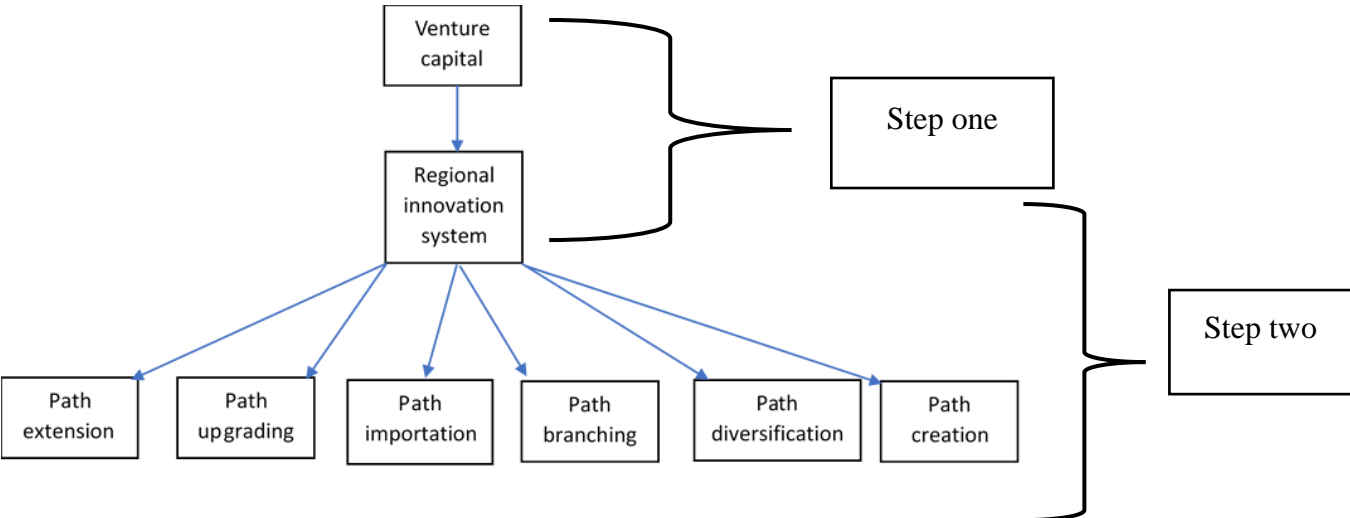 Venture
capital
Step one
Regional
innovation
system
Step two
Path
extension
Path
upgrading
Path
importation
Path
branching
Path
diversification
Path
creation